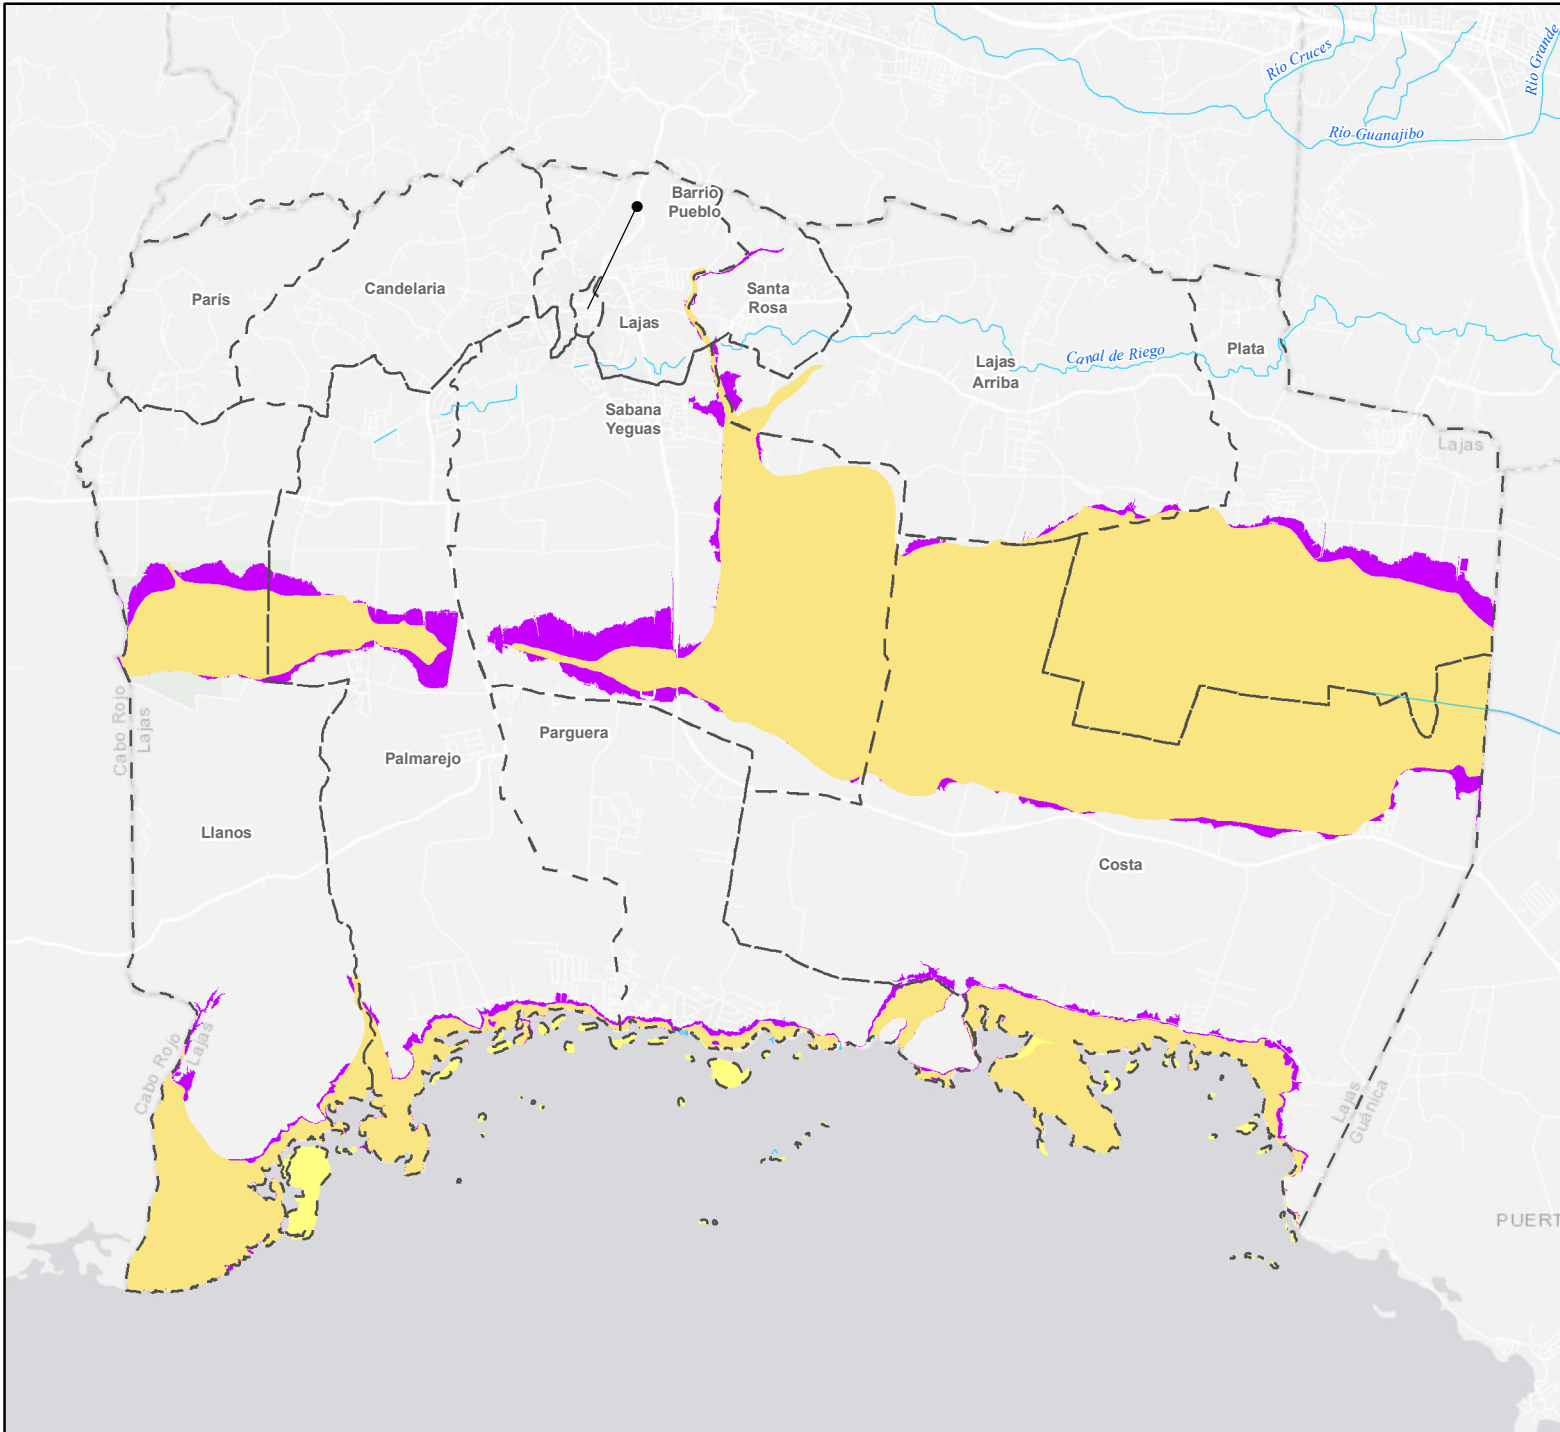 Río Cruces
Río Grande
Río Guanajibo
Barrio
Pueblo
París
Candelaria
Santa
Rosa
Lajas
Canal de Riego
Plata
Lajas
Arriba
Sabana
Yeguas
Lajas
Cabo Rojo
Lajas
Parguera
Palmarejo
Llanos
Costa
Cabo Rojo
Lajas
Lajas
Guánica
PUERT